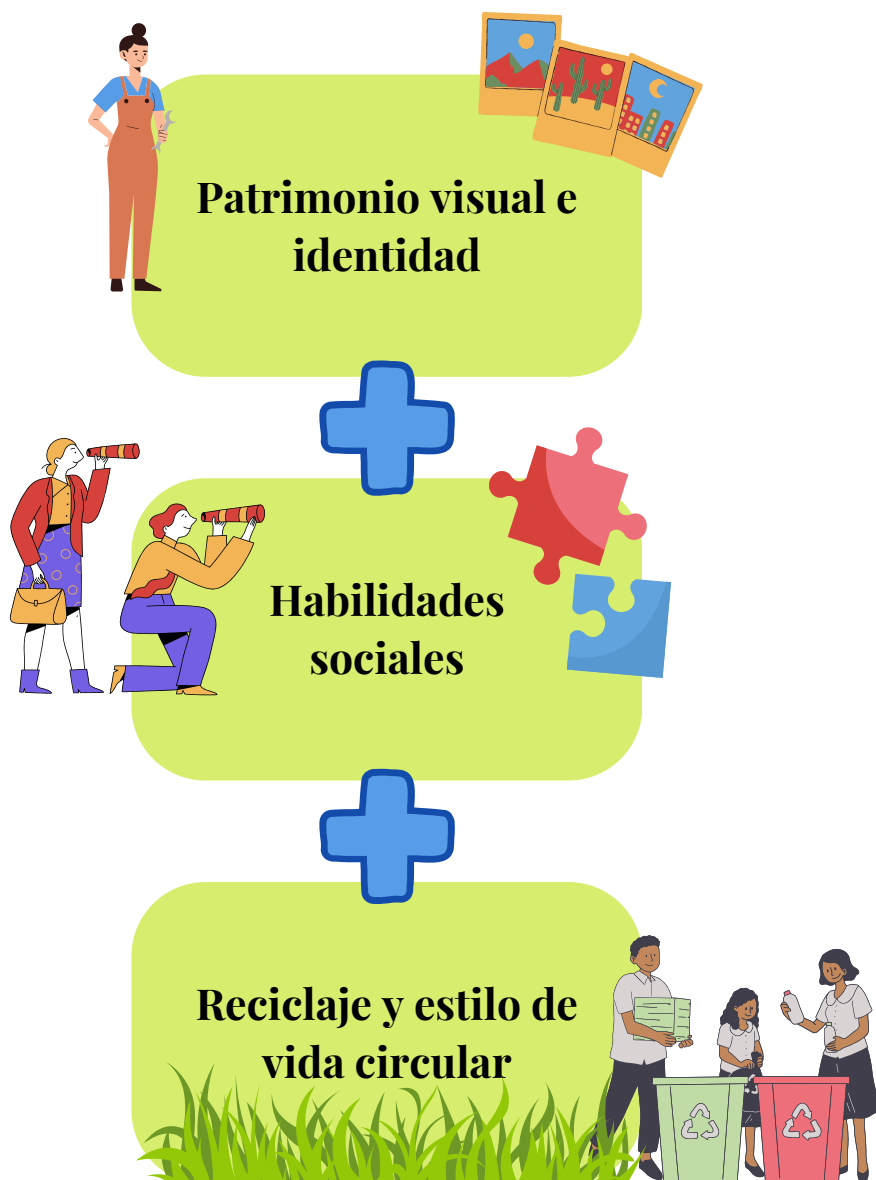 Patrimonio visual e
identidad
Habilidades
sociales
Reciclaje y estilo de
vida circular